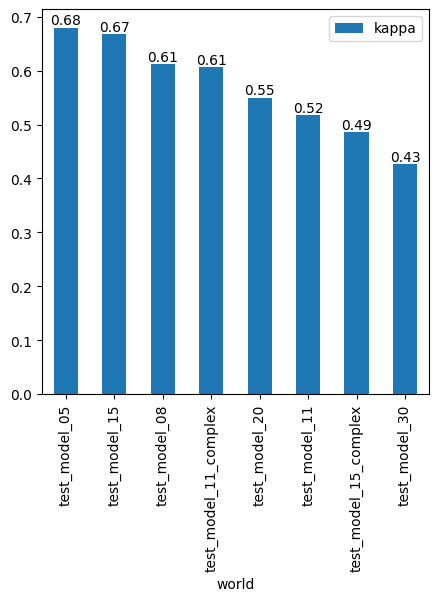 0.7
0.6
0.5
0.4
0.3
0.2
0.1
0.0
kappa
0.68
0.67
0.61
0.61
0.55
0.52
0.49
0.43
test_model_05
test_model_15
test_model_08
test_model_11_complex
test_model_20
test_model_11
test_model_15_complex
test_model_30
world